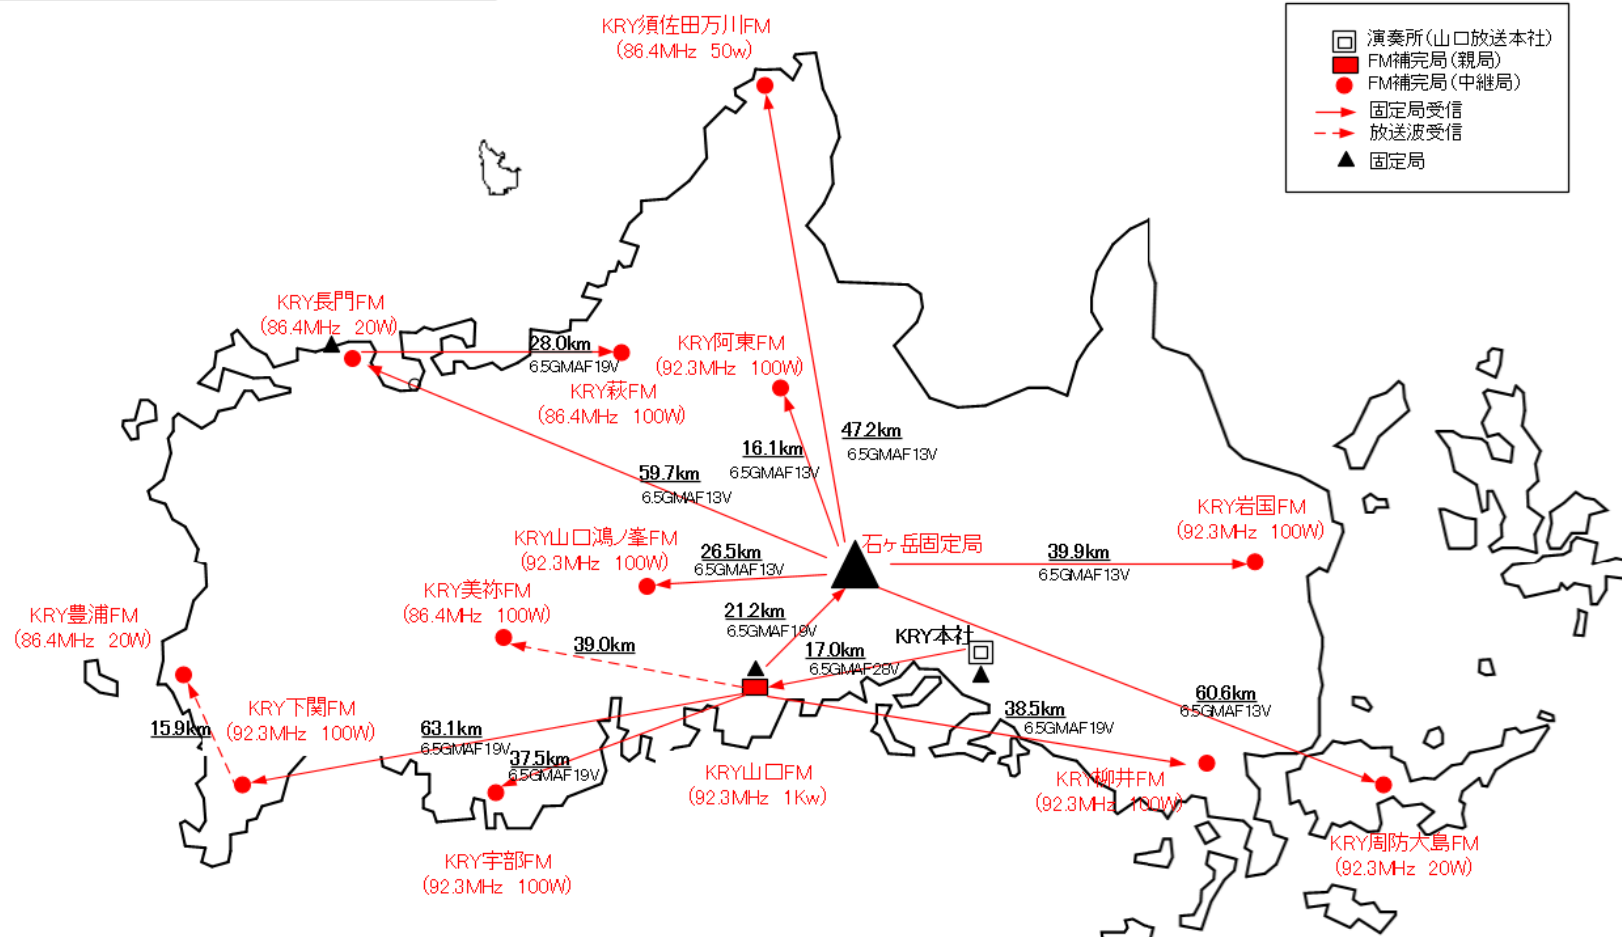 KRY須佐田万川FM
(86.4MHz 50w)
演奏所(山口放送本社)
FM補完局(親局)
FM補完局(中継局)
固定局受信
放送波受信
固定局
KRY長門FM
(86.4MHz 20W)
28.0km
6.5GMAF19V
KRY萩FM
(86.4MHz 100W)
KRY阿東FM
(92.3MHz 100W)
16.1km
6.5GMAF13V
47.2km
6.5GMAF13V
59.7km
6.5GMAF13V
KRY山口鴻ノ峯FM
(92.3MHz 100W)
26.5km
6.5GMAF13V
石ヶ岳固定局
39.9km
6.5GMAF13V
KRY岩国FM
(92.3MHz 100W)
KRY美祢FM
(86.4MHz 100W)
39.0km
21.2km
6.5GMAF19V
KRY本社
17.0km
6.5GMAF28V
KRY豊浦FM
(86.4MHz 20W)
15.9km
KRY下関FM
(92.3MHz 100W)
63.1km
6.5GMAF19V
37.5km
6.5GMAF19V
KRY山口FM
(92.3MHz 1Kw)
38.5km
6.5GMAF19V
60.6km
6.5GMAF13V
KRY柳井FM
(92.3MHz 100W)
KRY周防大島FM
(92.3MHz 20W)
KRY宇部FM
(92.3MHz 100W)